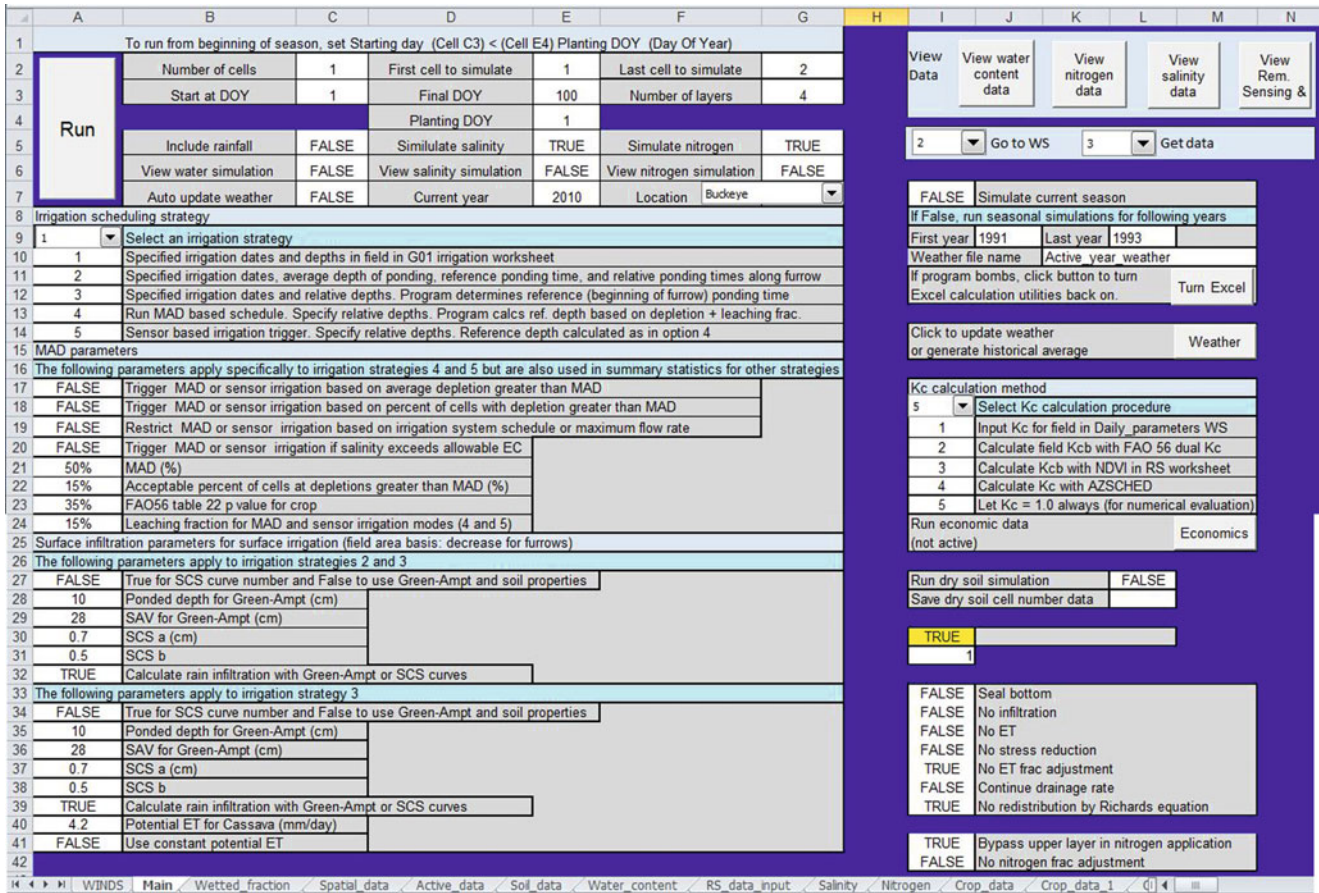 A B C D E F G H I J K L M N
1 To run from beginning of season, set Starting day (Cell C3) < (Cell E4) Planting DOY (Day Of Year)
Run
2 Number of cells 1 First cell to simulate 1 Last cell to simulate 2
3 Start at DOY 1 Final DOY 100 Number of layers 4
4 Planting DOY 1
5 Include rainfall FALSE Similulate salinity TRUE Simulate nitrogen TRUE
6 View water simulation FALSE View salinity simulation FALSE View nitrogen simulation FALSE
7 Auto update weather FALSE Current year 2010 Location Buckeye
8 Irrigation scheduling strategy
9 1 Select an irrigation strategy
10 1 Specified irrigation dates and depths in field in G01 irrigation worksheet
11 2 Specified irrigation dates, average depth of ponding, reference ponding time, and relative ponding times along furrow
12 3 Specified irrigation dates and relative depths. Program determines reference (beginning of furrow) ponding time
13 4 Run MAD based schedule. Specify relative depths. Program calcs ref. depth based on depletion + leaching frac.
14 5 Sensor based irrigation trigger. Specify relative depths. Reference depth calculated as in option 4
15 MAD parameters
16 The following parameters apply specifically to irrigation strategies 4 and 5 but are also used in summary statistics for other strategies
17 FALSE Trigger MAD or sensor irrigation based on average depletion greater than MAD
18 FALSE Trigger MAD or sensor irrigation based on percent of cells with depletion greater than MAD
19 FALSE Restrict MAD or sensor irrigation based on irrigation system schedule or maximum flow rate
20 FALSE Trigger MAD or sensor irrigation if salinity exceeds allowable EC
21 50% MAD (%)
22 15% Acceptable percent of cells at depletions greater than MAD (%)
23 35% FAO56 table 22 p value for crop
24 15% Leaching fraction for MAD and sensor irrigation modes (4 and 5)
25 Surface infiltration parameters for surface irrigation (field area basis: decrease for furrows)
26 The following parameters apply to irrigation strategies 2 and 3
27 FALSE True for SCS curve number and False to use Green-Ampt and soil properties
28 10 Ponded depth for Green-Ampt (cm)
29 28 SAV for Green-Ampt (cm)
30 0.7 SCS a (cm)
31 0.5 SCS b
32 TRUE Calculate rain infiltration with Green-Ampt or SCS curves
33 The following parameters apply to irrigation strategy 3
34 FALSE True for SCS curve number and False to use Green-Ampt and soil properties
35 10 Ponded depth for Green-Ampt (cm)
36 28 SAV for Green-Ampt (cm)
37 0.7 SCS a (cm)
38 0.5 SCS b
39 TRUE Calculate rain infiltration with Green-Ampt or SCS curves
40 4.2 Potential ET for Cassava (mm/day)
41 FALSE Use constant potential ET
42
View Data
View water content data
View nitrogen data
View salinity data
View Rem. Sensing &
2 Go to WS 3 Get data
FALSE Simulate current season
If False, run seasonal simulations for following years
First year 1991 Last year 1993
Weather file name Active_year_weather
If program bombs, click button to turn
Excel calculation utilities back on.
Turn Excel
Click to update weather
or generate historical average
Weather
Kc calculation method
5 Select Kc calculation procedure
1 Input Kc for field in Daily_parameters WS
2 Calculate field Kcb with FAO 56 dual Kc
3 Calculate Kcb with NDVI in RS worksheet
4 Calculate Kc with AZSCHED
5 Let Kc = 1.0 always (for numerical evaluation)
Run economic data
(not active)
Economics
Run dry soil simulation FALSE
Save dry soil cell number data
TRUE
1
FALSE Seal bottom
FALSE No infiltration
FALSE No ET
FALSE No stress reduction
TRUE No ET frac adjustment
FALSE Continue drainage rate
TRUE No redistribution by Richards equation
TRUE Bypass upper layer in nitrogen application
FALSE No nitrogen frac adjustment
WINDS Main Wetted_fraction Spatial_data Active_data Soil_data Water_content RS_data_input Salinity Nitrogen Crop_data Crop_data_1